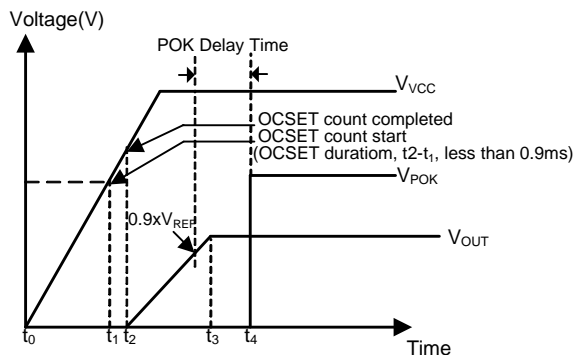 Voltage(V)
POK Delay Time
VVCC
OCSET count completed
OCSET count start
(OCSET duratiom, t2-t1, less than 0.9ms)
VPOK
0.9xVREF
VOUT
t0 t1 t2 t3 t4
Time